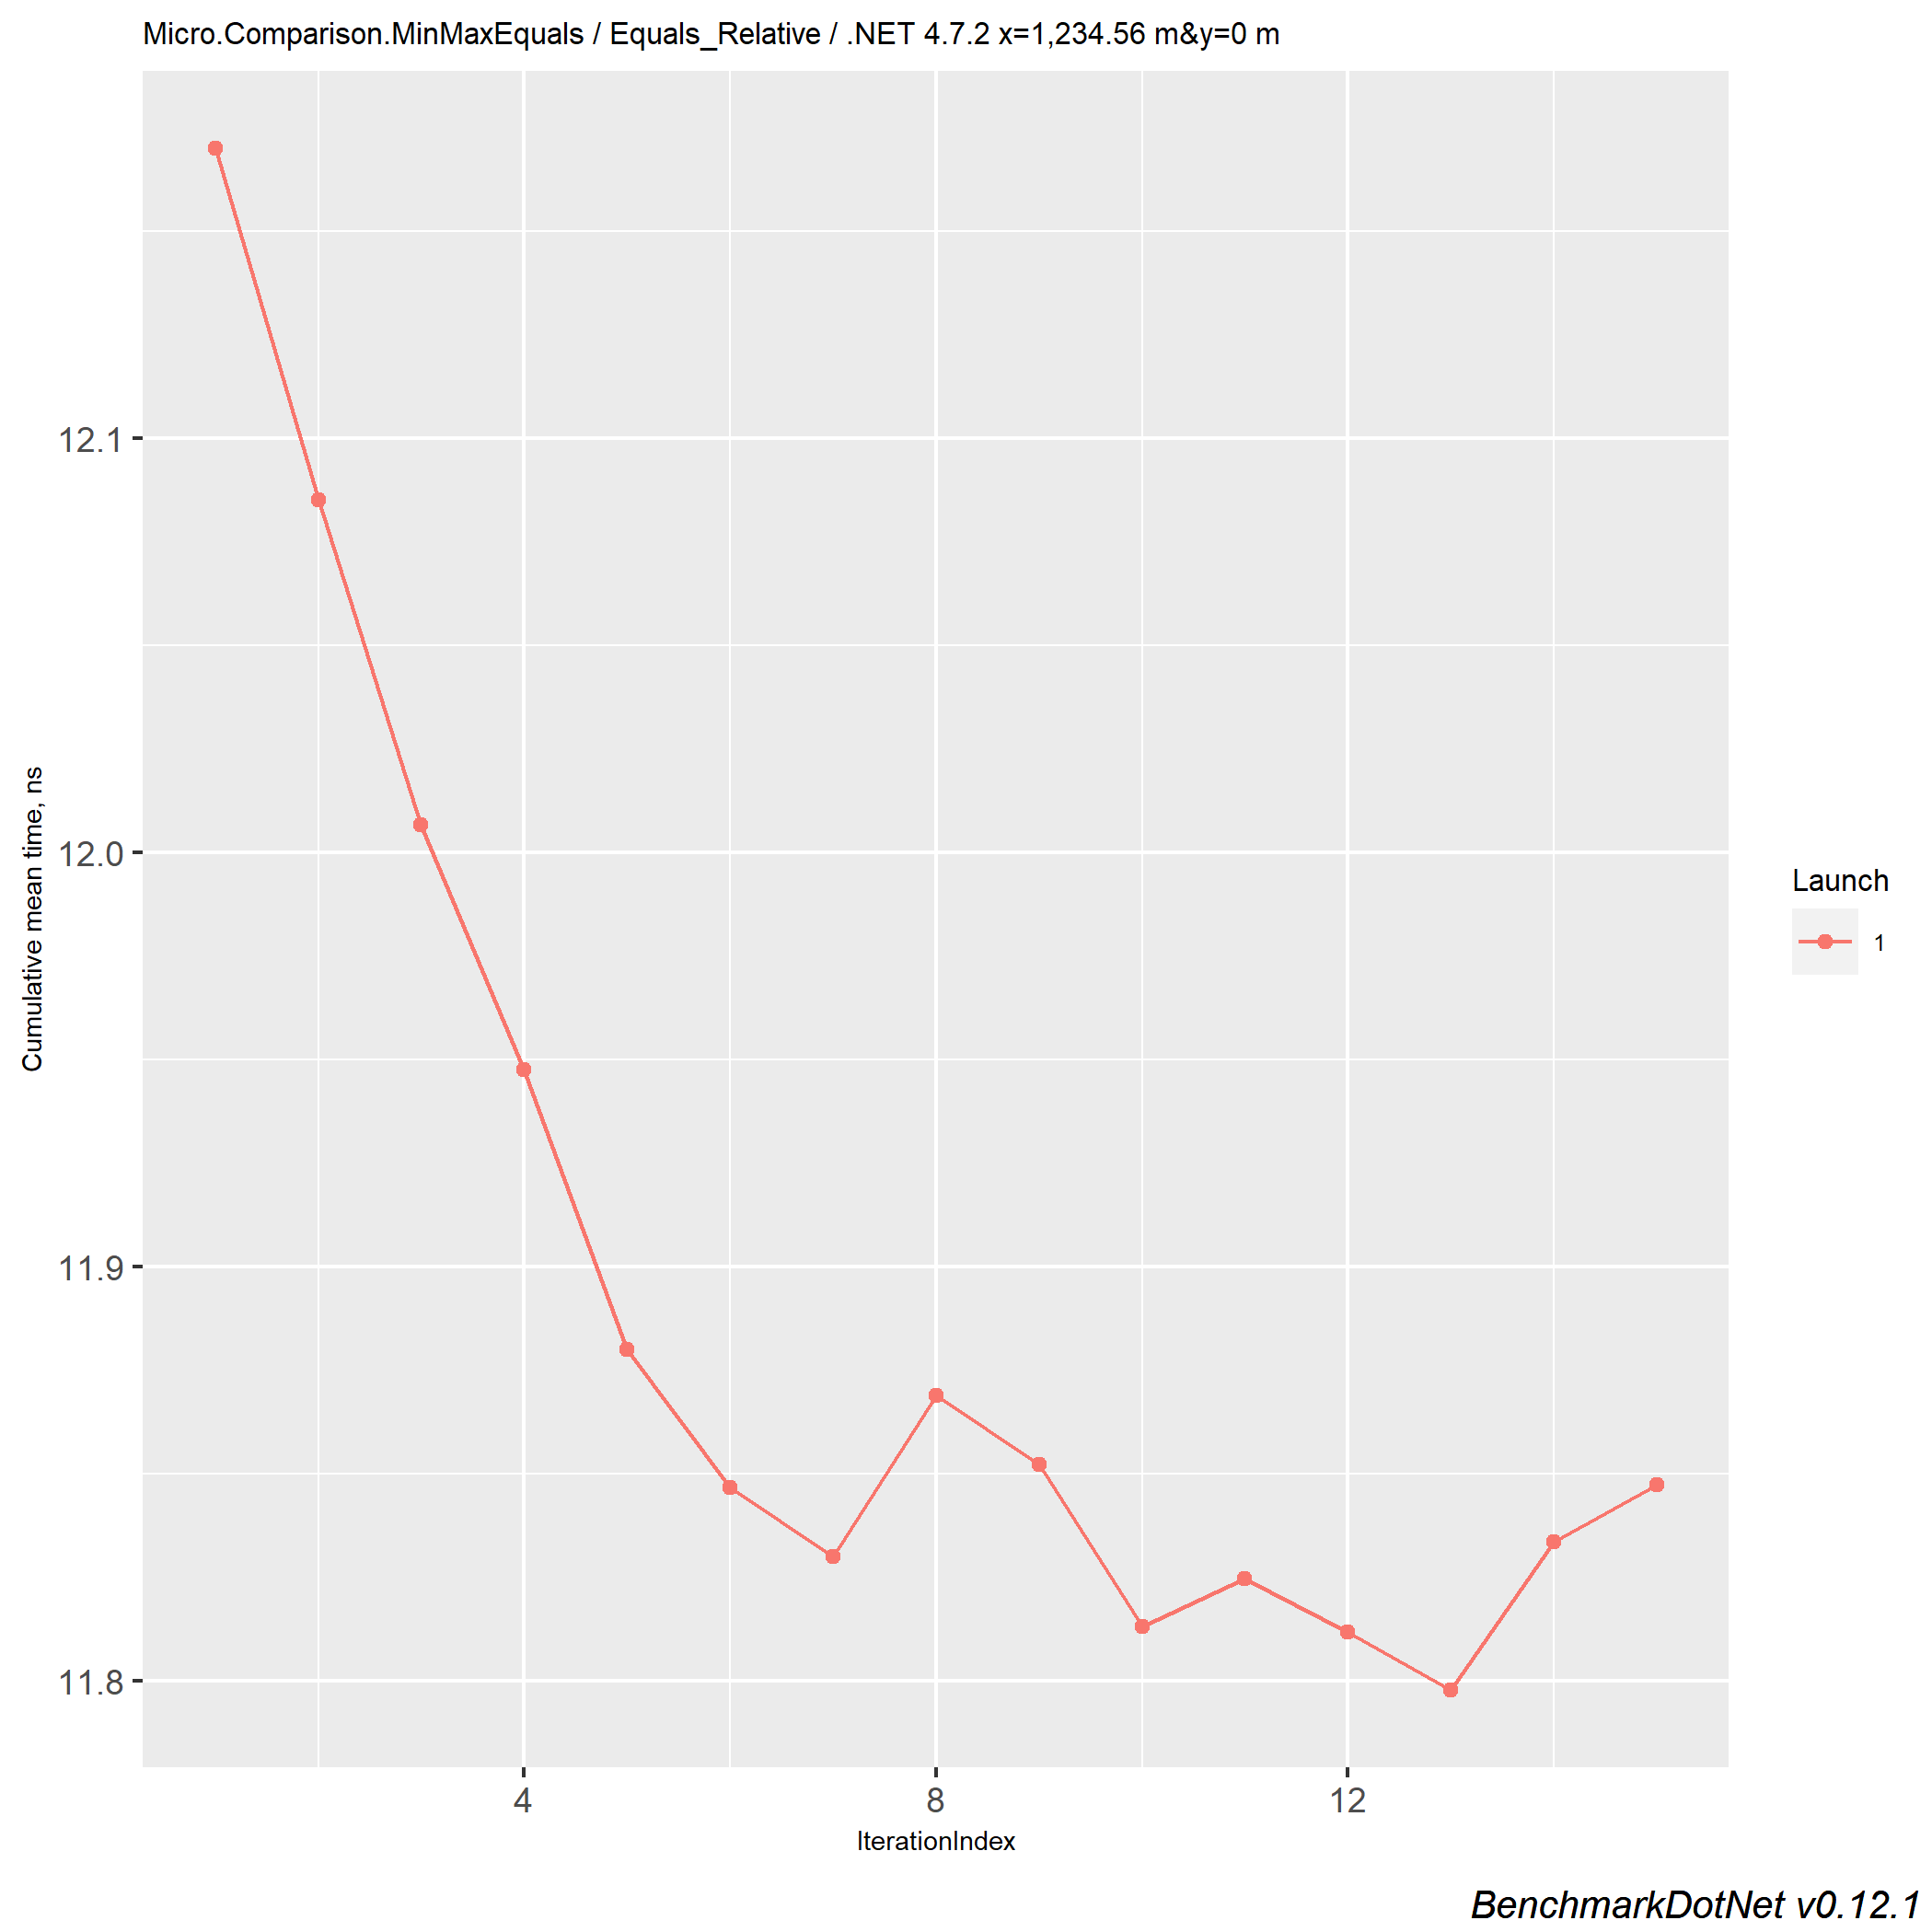 Micro.Comparison.MinMaxEquals / Equals_Relative / .NET 4.7.2 x=1,234.56 m&y=0 m
12.1
12.0
11.9
11.8
Cumulative mean time, ns
4 8 12
IterationIndex
Launch
1
BenchmarkDotNet v0.12.1